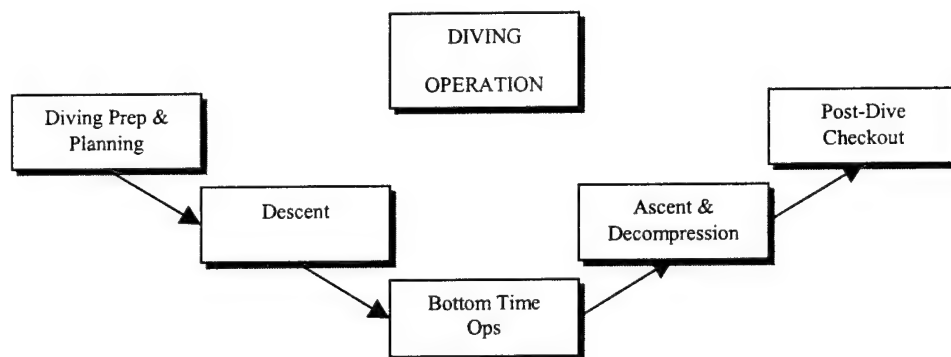 DIVING
OPERATION
Diving Prep &
Planning
Descent
Bottom Time
Ops
Ascent &
Decompression
Post-Dive
Checkout